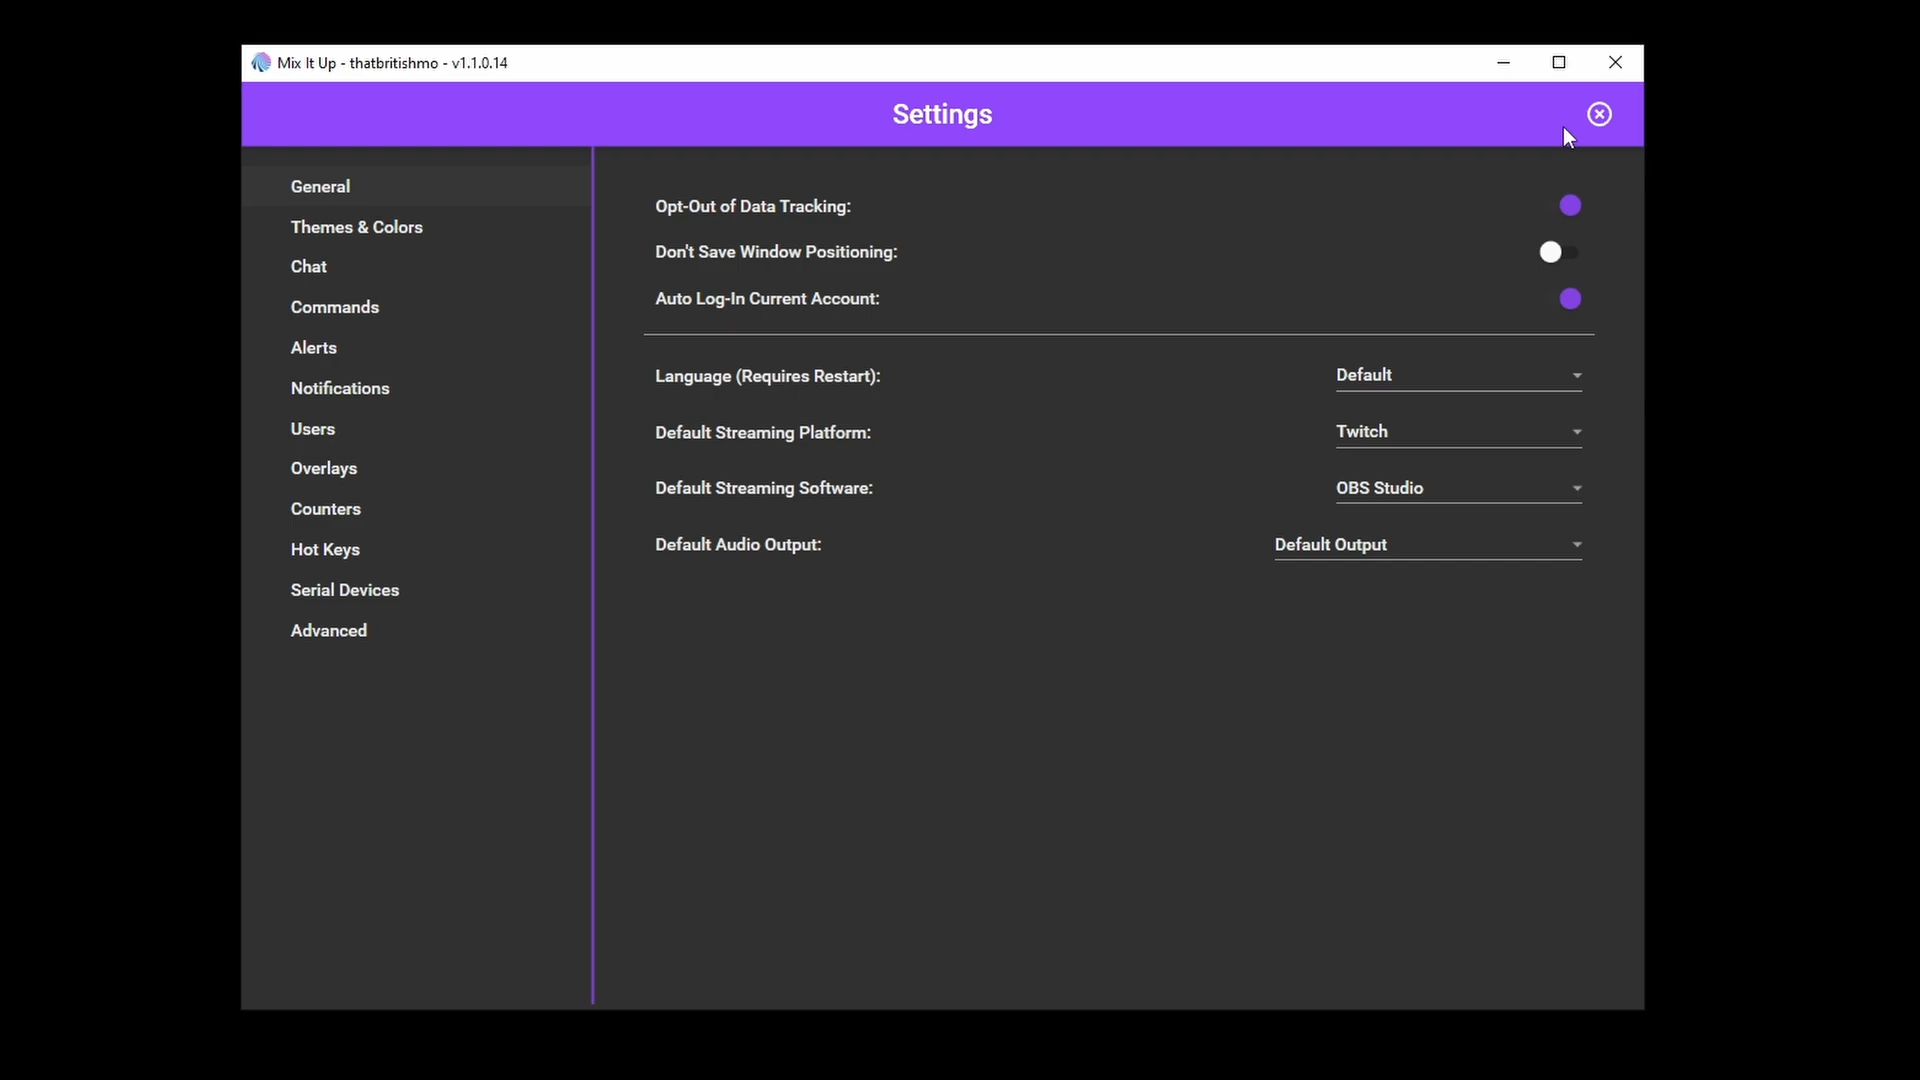 Mix It Up - thatbritishmo - v1.1.0.14
Settings
General
Themes & Colors
Chat
Commands
Alerts
Notifications
Users
Overlays
Counters
Hot Keys
Serial Devices
Advanced
Opt-Out of Data Tracking:
Don't Save Window Positioning:
Auto Log-In Current Account:
Language (Requires Restart): Default
Default Streaming Platform: Twitch
Default Streaming Software: OBS Studio
Default Audio Output: Default Output